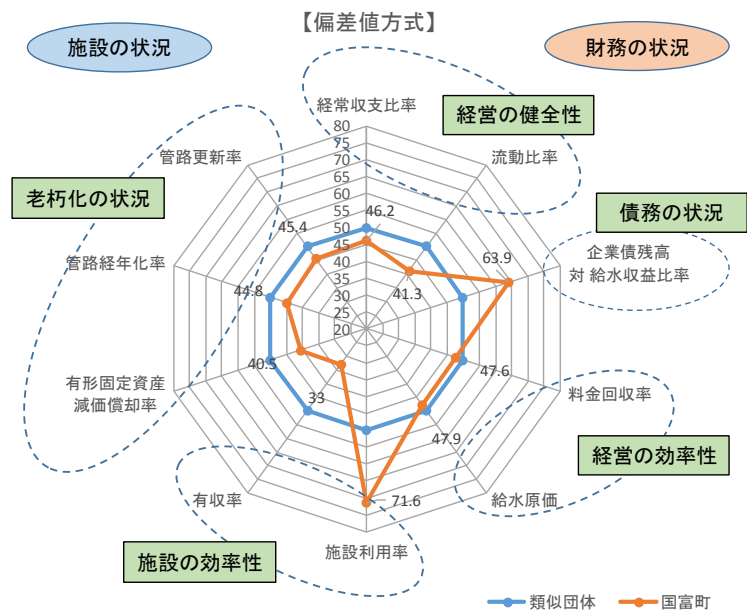 【偏差値方式】
施設の状況
財務の状況
経常収支比率
経営の健全性
管路更新率
流動比率
老朽化の状況
債務の状況
企業債残高
対 給水収益比率
管路経年化率
有形固定資産
減価償却率
料金回収率
経営の効率性
有収率
給水原価
施設利用率
施設の効率性
80
75
70
65
60
55
50
45
40
35
30
25
20
46.2
41.3
63.9
47.6
47.9
71.6
33
40.5
44.8
45.4
類似団体
国富町